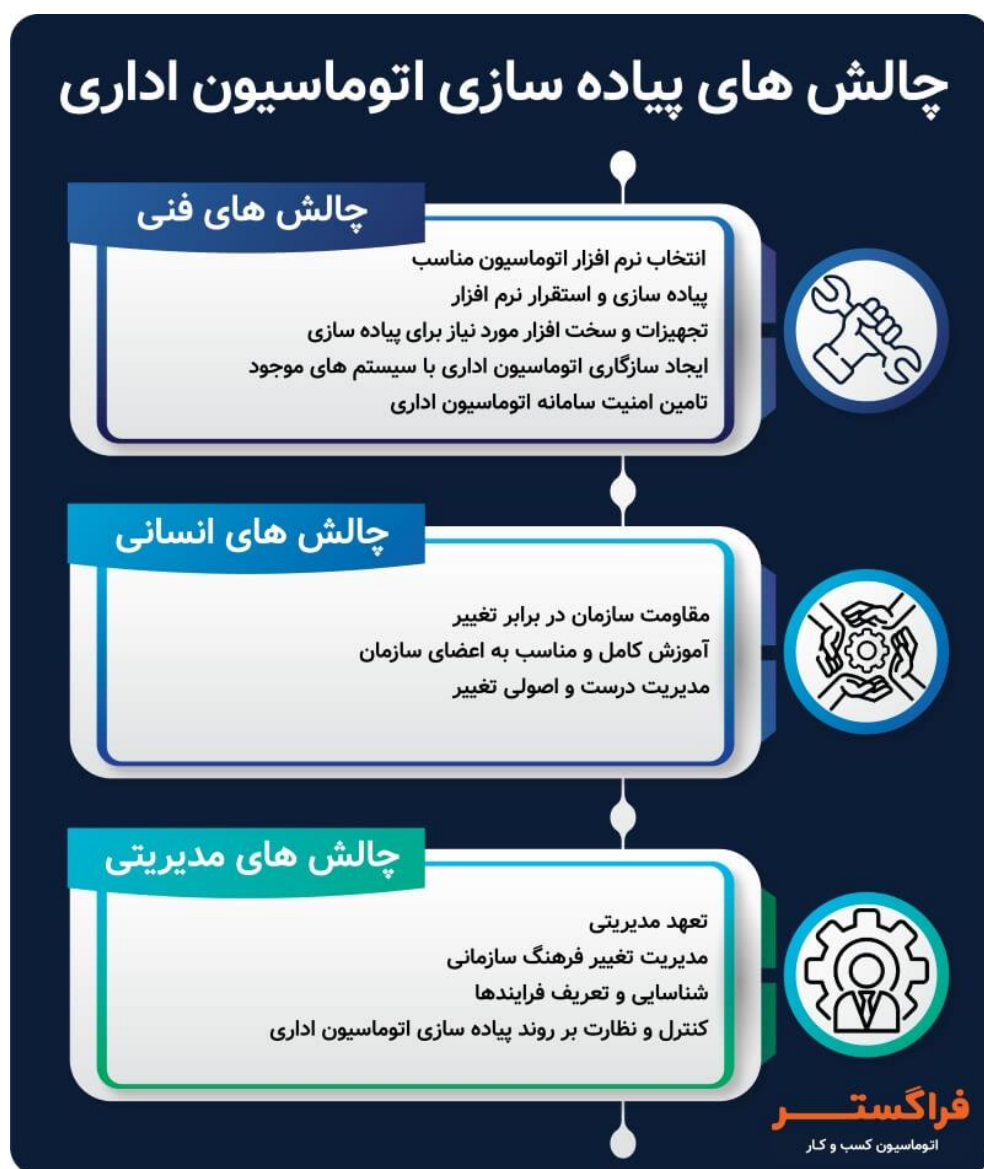 چالش های پیاده سازی اتوماسیون اداری
چالش های فنی
انتخاب نرم افزار اتوماسیون مناسب
پیاده سازی و استقرار نرم افزار
تجهیزات و سخت افزار مورد نیاز برای پیاده سازی
ایجاد سازگاری اتوماسیون اداری با سیستم های موجود
تامین امنیت سامانه اتوماسیون اداری
چالش های انسانی
مقاومت سازمان در برابر تغییر
آموزش کامل و مناسب به اعضای سازمان
مدیریت درست و اصولی تغییر
چالش های مدیریتی
تعهد مدیریتی
مدیریت تغییر فرهنگ سازمانی
شناسایی و تعریف فرایندها
کنترل و نظارت بر روند پیاده سازی اتوماسیون اداری
فراگستـــر
اتوماسیون کسب و کار